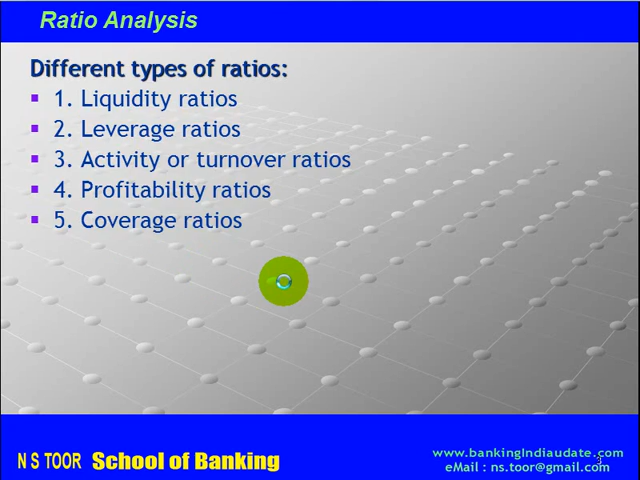 Ratio Analysis
Different types of ratios:
1. Liquidity ratios
2. Leverage ratios
3. Activity or turnover ratios
4. Profitability ratios
5. Coverage ratios
N S TOOR School of Banking
www.bankingIndiaudate.com
eMail : ns.toor@gmail.com